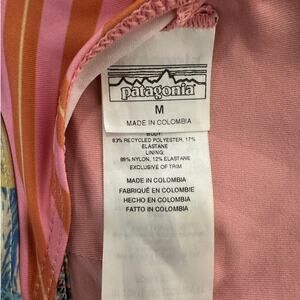 patagonia
M
MADE IN COLOMBIA
BODY:
83% RECYCLED POLYESTER, 17%
ELASTANE
LINING:
88% NYLON, 12% ELASTANE
EXCLUSIVE OF TRIM
MADE IN COLOMBIA
FABRIQUÉ EN COLOMBIE
HECHO EN COLOMBIA
FATTO IN COLOMBIA